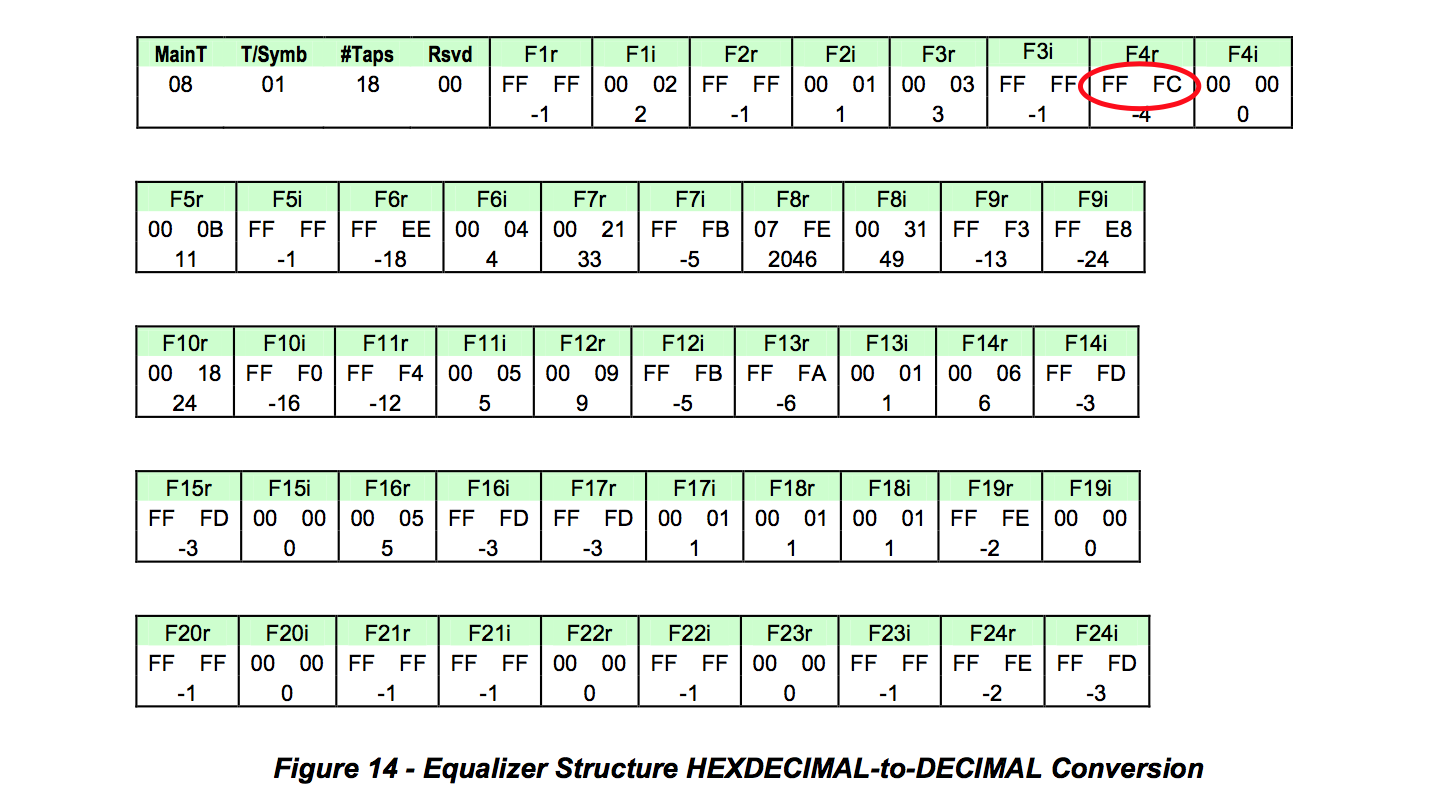 MainT T/Symb #Taps Rsvd F1r F1i F2r F2i F3r F3i F4r F4i
08 01 18 00 FF FF 00 02 FF FF 00 01 00 03 FF FF FF FC 00 00
-1 2 -1 1 3 -1 -4 0
F5r F5i F6r F6i F7r F7i F8r F8i F9r F9i
00 0B FF FF FF EE 00 04 00 21 FF FB 07 FE 00 31 FF F3 FF E8
11 -1 -18 4 33 -5 2046 49 -13 -24
F10r F10i F11r F11i F12r F12i F13r F13i F14r F14i
00 18 FF F0 FF F4 00 05 00 09 FF FB FF FA 00 01 00 06 FF FD
24 -16 -12 5 9 -5 -6 1 6 -3
F15r F15i F16r F16i F17r F17i F18r F18i F19r F19i
FF FD 00 00 00 05 FF FD FF FD 00 01 00 01 00 01 FF FE 00 00
-3 0 5 -3 -3 1 1 1 -2 0
F20r F20i F21r F21i F22r F22i F23r F23i F24r F24i
FF FF 00 00 FF FF FF FF 00 00 FF FF 00 00 FF FF FF FE FF FD
-1 0 -1 -1 0 -1 0 -1 -2 -3
Figure 14 - Equalizer Structure HEXDECIMAL-to-DECIMAL Conversion